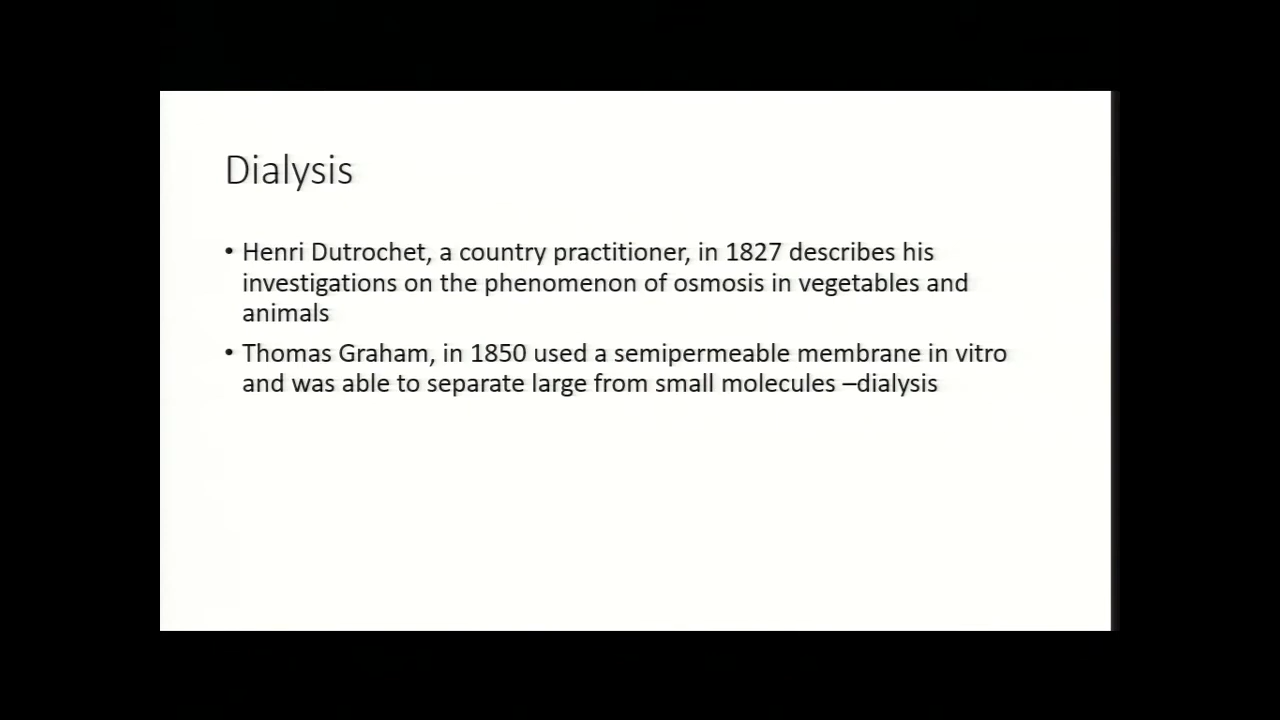 Dialysis
• Henri Dutrochet, a country practitioner, in 1827 describes his
investigations on the phenomenon of osmosis in vegetables and
animals
• Thomas Graham, in 1850 used a semipermeable membrane in vitro
and was able to separate large from small molecules –dialysis